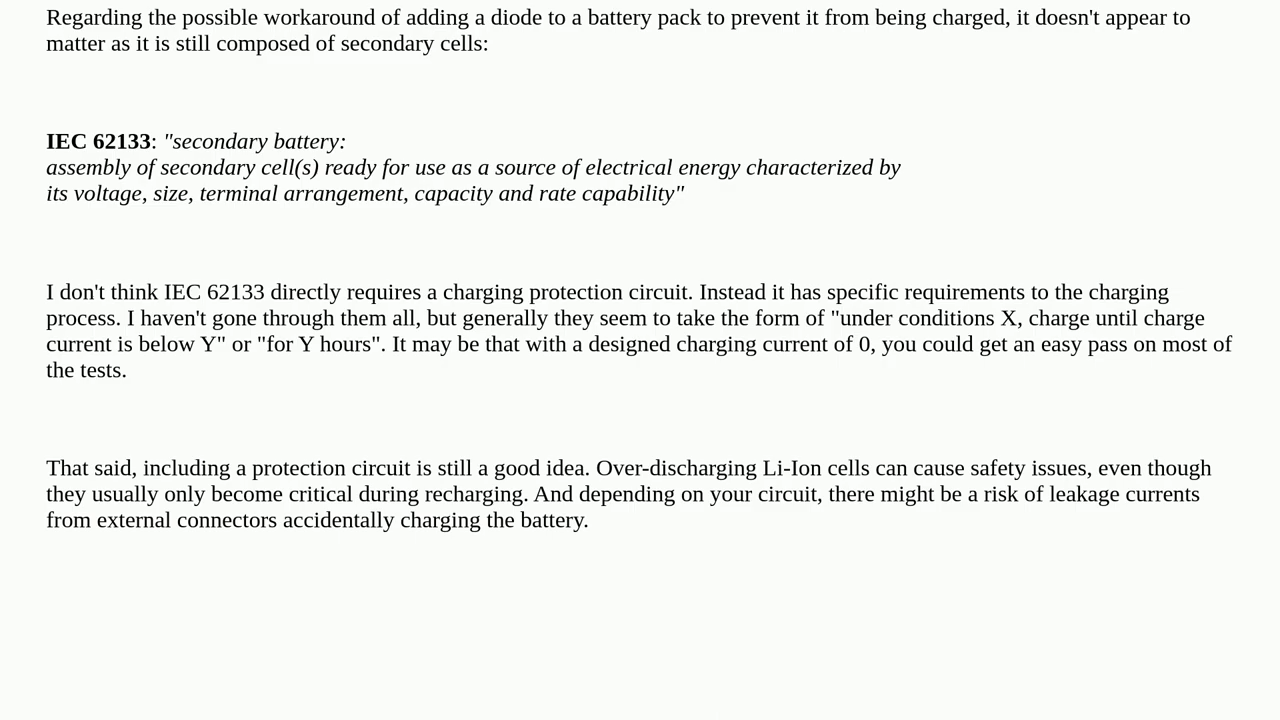 Regarding the possible workaround of adding a diode to a battery pack to prevent it from being charged, it doesn't appear to
matter as it is still composed of secondary cells:
IEC 62133: "secondary battery:
assembly of secondary cell(s) ready for use as a source of electrical energy characterized by
its voltage, size, terminal arrangement, capacity and rate capability"
I don't think IEC 62133 directly requires a charging protection circuit. Instead it has specific requirements to the charging
process. I haven't gone through them all, but generally they seem to take the form of "under conditions X, charge until charge
current is below Y" or "for Y hours". It may be that with a designed charging current of 0, you could get an easy pass on most of
the tests.
That said, including a protection circuit is still a good idea. Over-discharging Li-Ion cells can cause safety issues, even though
they usually only become critical during recharging. And depending on your circuit, there might be a risk of leakage currents
from external connectors accidentally charging the battery.